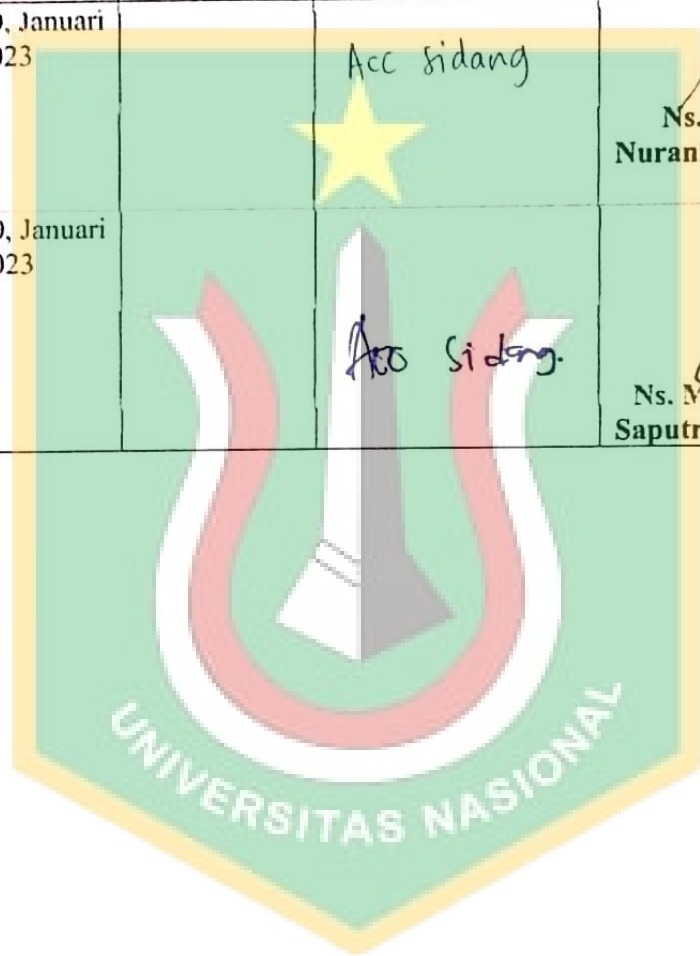 , Januari
023
Acc sidang
Ns.
Nuran
, Januari
023
Acc Sidang.
Ns. M
Saputr
UNIVERSITAS NASIONAL